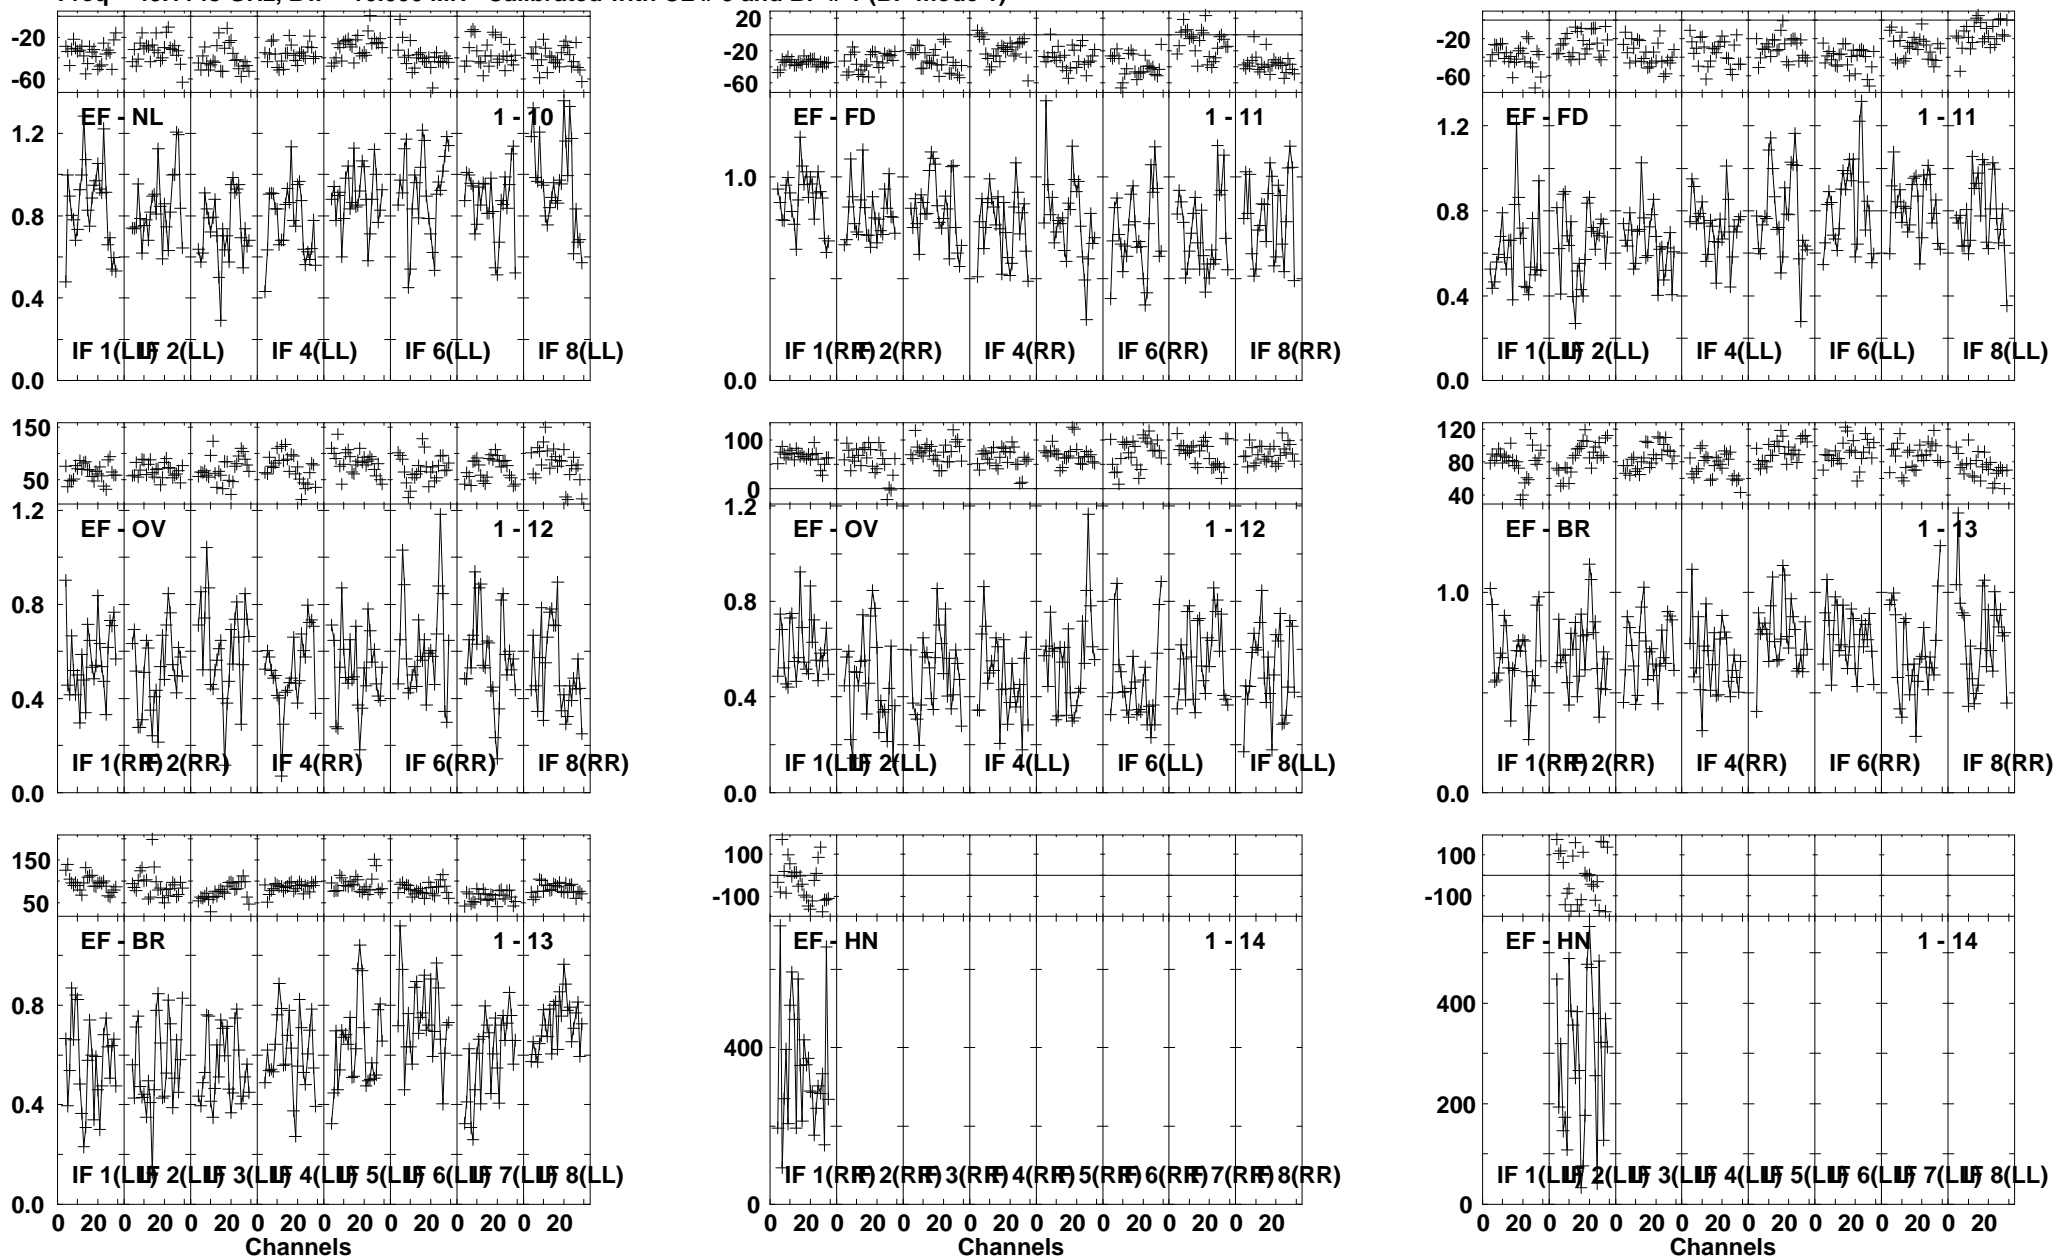 -20
-60
EF - NL
1 - 10
1.2
0.8
0.4
0.0
IF 1(LL)
IF 2(LL)
IF 4(LL)
IF 6(LL)
IF 8(LL)
20
-20
-60
EF - FD
1 - 11
1.0
0.0
IF 1(RR)
IF 2(RR)
IF 4(RR)
IF 6(RR)
IF 8(RR)
-20
-60
EF - FD
1 - 11
1.2
0.8
0.4
0.0
IF 1(LL)
IF 2(LL)
IF 4(LL)
IF 6(LL)
IF 8(LL)
150
50
1.2
EF - OV
1 - 12
0.8
0.4
0.0
IF 1(RR)
IF 2(RR)
IF 4(RR)
IF 6(RR)
IF 8(RR)
100
0
1.2
EF - OV
1 - 12
0.8
0.4
0.0
IF 1(LL)
IF 2(LL)
IF 4(LL)
IF 6(LL)
IF 8(LL)
120
80
40
EF - BR
1 - 13
1.0
0.0
IF 1(RR)
IF 2(RR)
IF 4(RR)
IF 6(RR)
IF 8(RR)
150
50
EF - BR
1 - 13
0.8
0.4
0.0
IF 1(LL)
IF 2(LL)
IF 3(LL)
IF 4(LL)
IF 5(LL)
IF 6(LL)
IF 7(LL)
IF 8(LL)
0 20 0 20 0 20 0 20 0 20 0 20 0 20 0 20
Channels
100
-100
EF - HN
1 - 14
400
0
IF 1(RR)
IF 2(RR)
IF 3(RR)
IF 4(RR)
IF 5(RR)
IF 6(RR)
IF 7(RR)
IF 8(RR)
0 20 0 20 0 20 0 20 0 20 0 20 0 20 0 20
Channels
100
-100
EF - HN
1 - 14
400
200
0
IF 1(LL)
IF 2(LL)
IF 3(LL)
IF 4(LL)
IF 5(LL)
IF 6(LL)
IF 7(LL)
IF 8(LL)
0 20 0 20 0 20 0 20 0 20 0 20 0 20 0 20
Channels